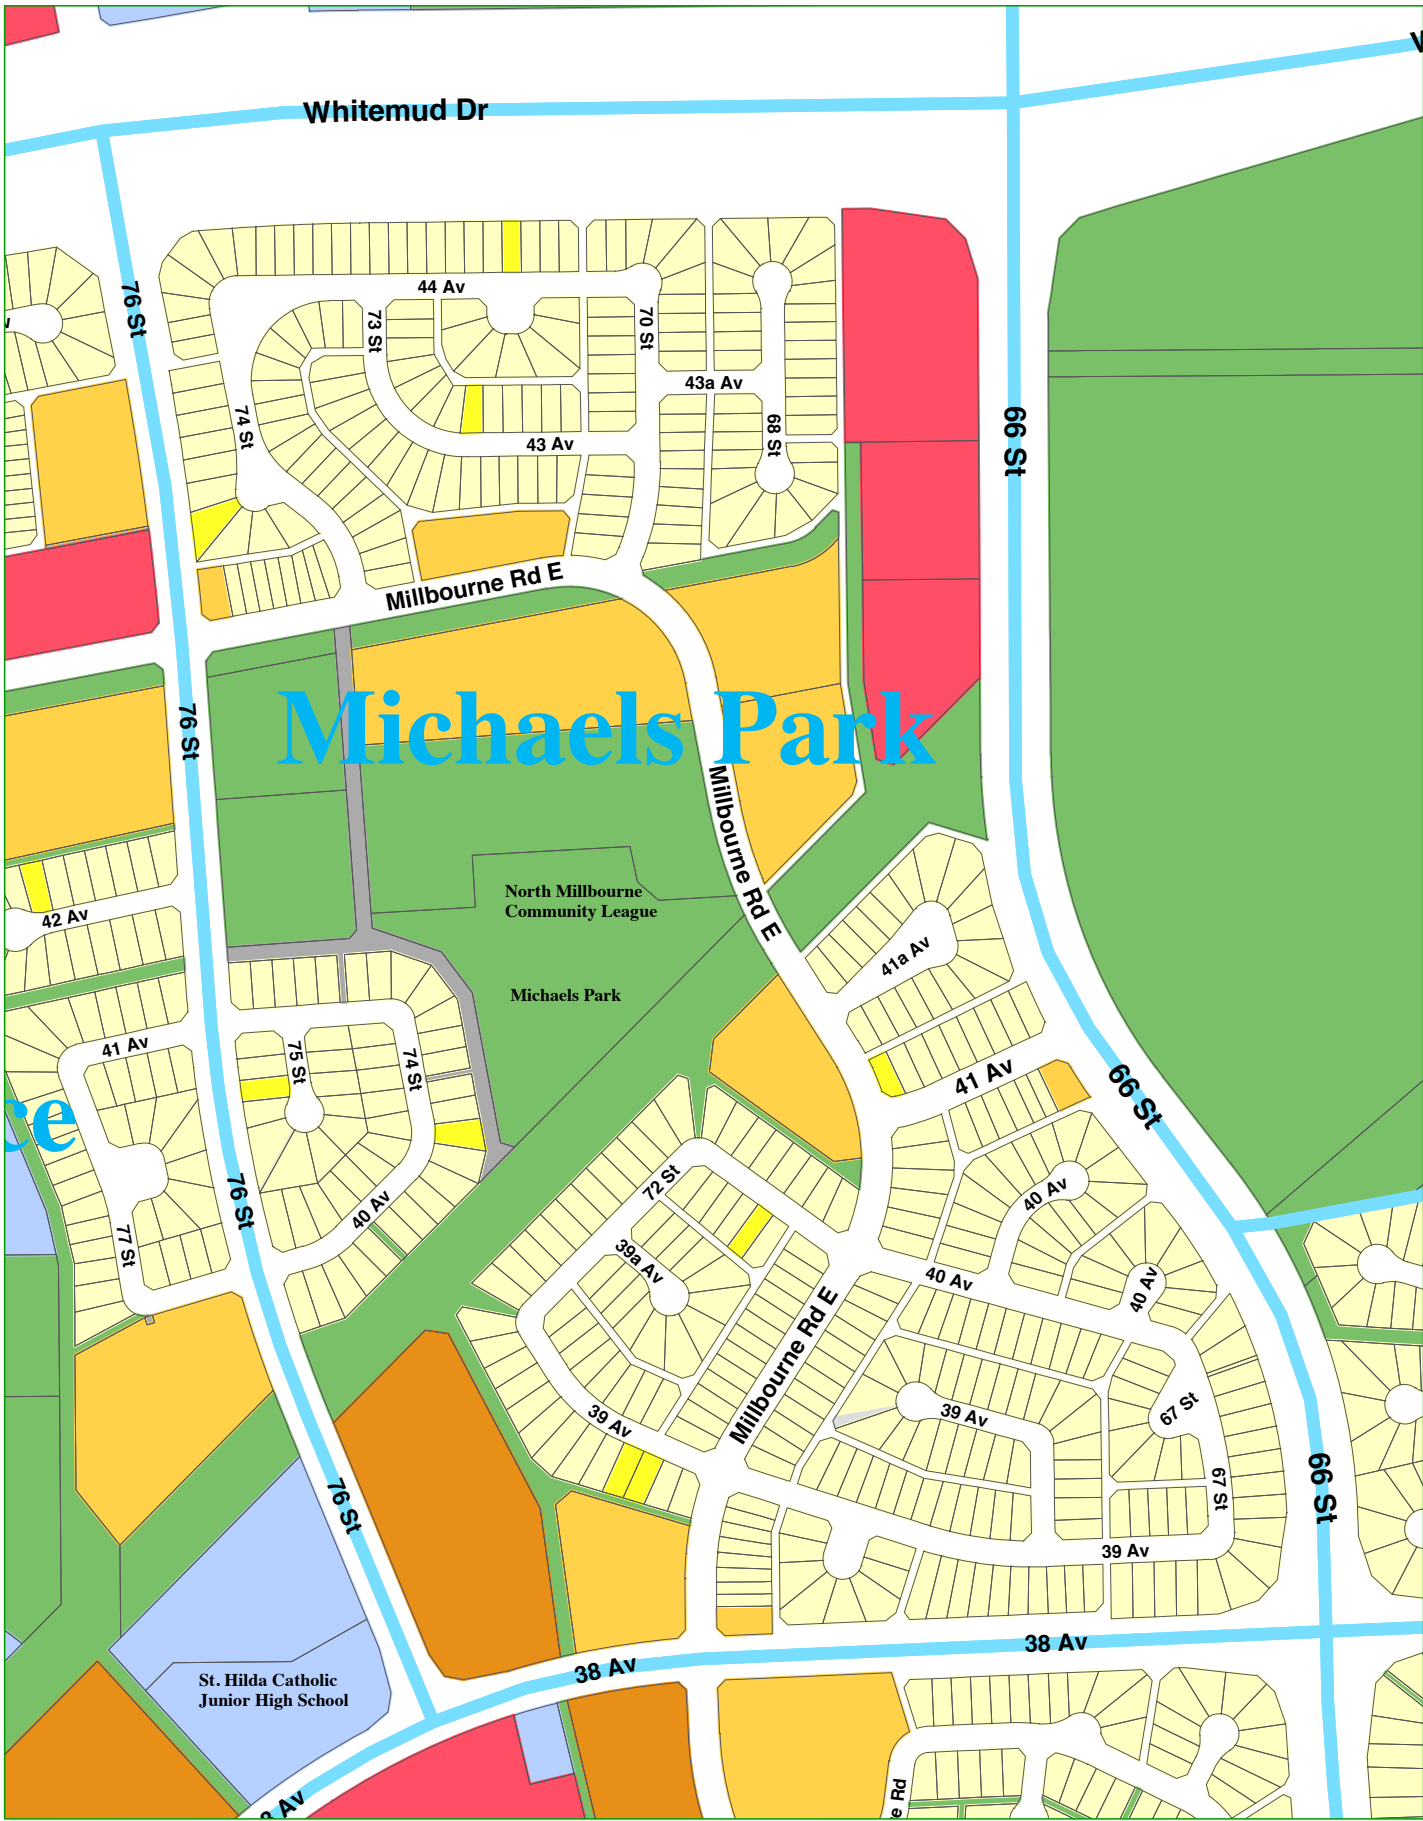 Whitemud Dr
76 St
44 Av
73 St
70 St
43a Av
74 St
68 St
66 St
43 Av
Millbourne Rd E
Michaels Park
76 St
Millbourne Rd E
North Millbourne
Community League
42 Av
41a Av
Michaels Park
41 Av
75 St
74 St
41 Av
66 St
ce
72 St
40 Av
40 Av
76 St
77 St
39a Av
40 Av
40 Av
Millbourne Rd E
39 Av
39 Av
67 St
67 St
66 St
76 St
39 Av
38 Av
38 Av
St. Hilda Catholic
Junior High School
Av
e Rd